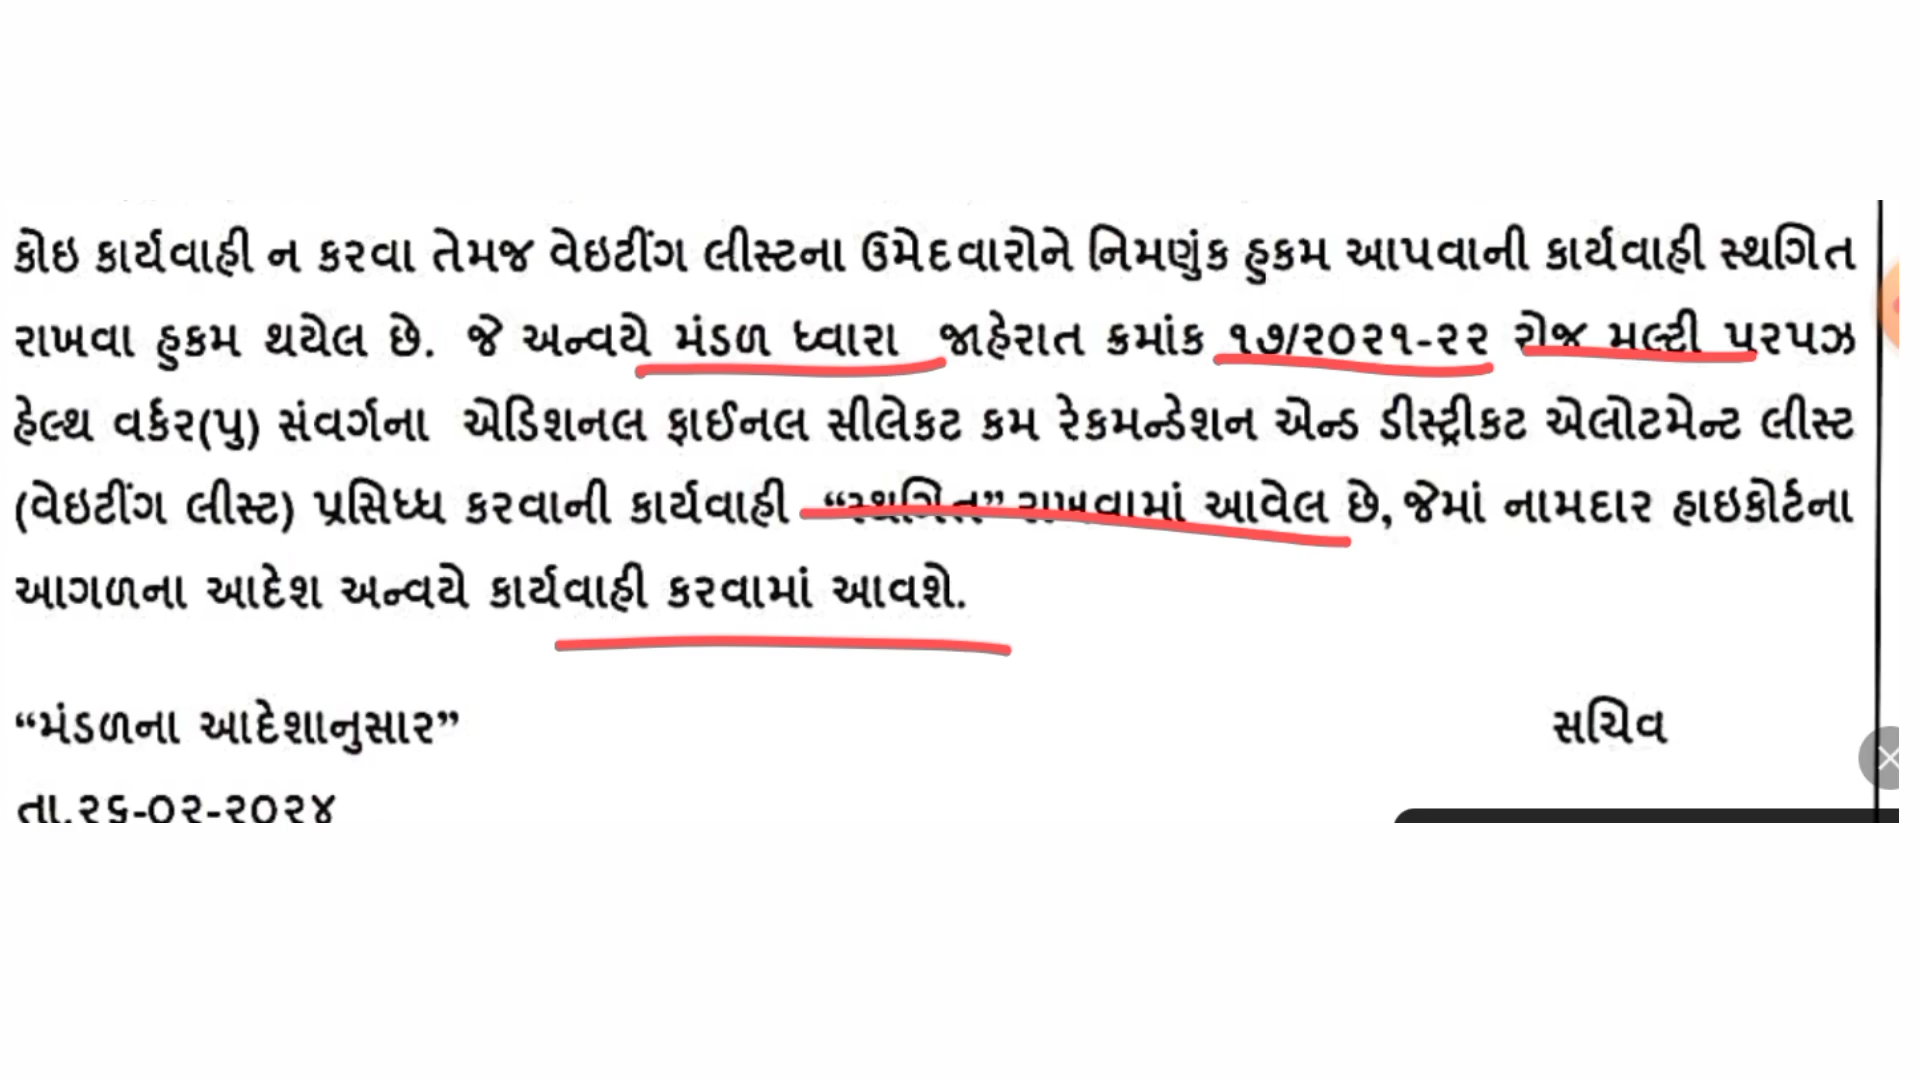 કોઇ કાર્યવાહી ન કરવા તેમજ વેઇટીંગ લીસ્ટના ઉમેદવારોને નિમણુંક હુકમ આપવાની કાર્યવાહી સ્થગિત
રાખવા હુકમ થયેલ છે. જે અન્વયે મંડળ ધ્વારા જાહેરાત ક્રમાંક ૧૭/૨૦૨૧-૨૨ રોજ મલ્ટી પરપઝ
હેલ્થ વર્કર(પુ) સંવર્ગના એડિશનલ ફાઈનલ સીલેકટ કમ રેકમન્ડેશન એન્ડ ડીસ્ટ્રીકટ એલોટમેન્ટ લીસ્ટ
(વેઇટીંગ લીસ્ટ) પ્રસિધ્ધ કરવાની કાર્યવાહી “સ્થગિત” રાખવામાં આવેલ છે, જેમાં નામદાર હાઇકોર્ટના
આગળના આદેશ અન્વયે કાર્યવાહી કરવામાં આવશે.
“મંડળના આદેશાનુસાર” સચિવ
તા.૨૬-૦૨-૨૦૨૪